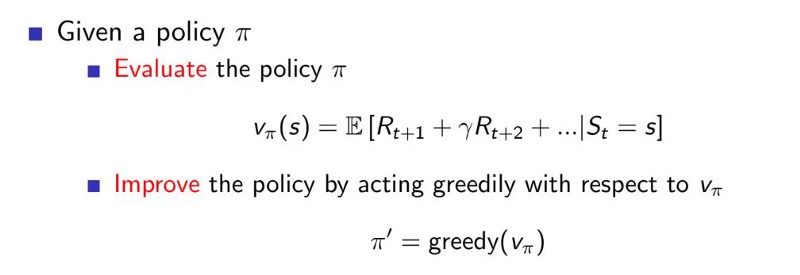 Given a policy π
Evaluate the policy π
v_π(s) = 𝔼 [R_{t+1} + γR_{t+2} + ...|S_t = s]
Improve the policy by acting greedily with respect to v_π
π′ = greedy(v_π)